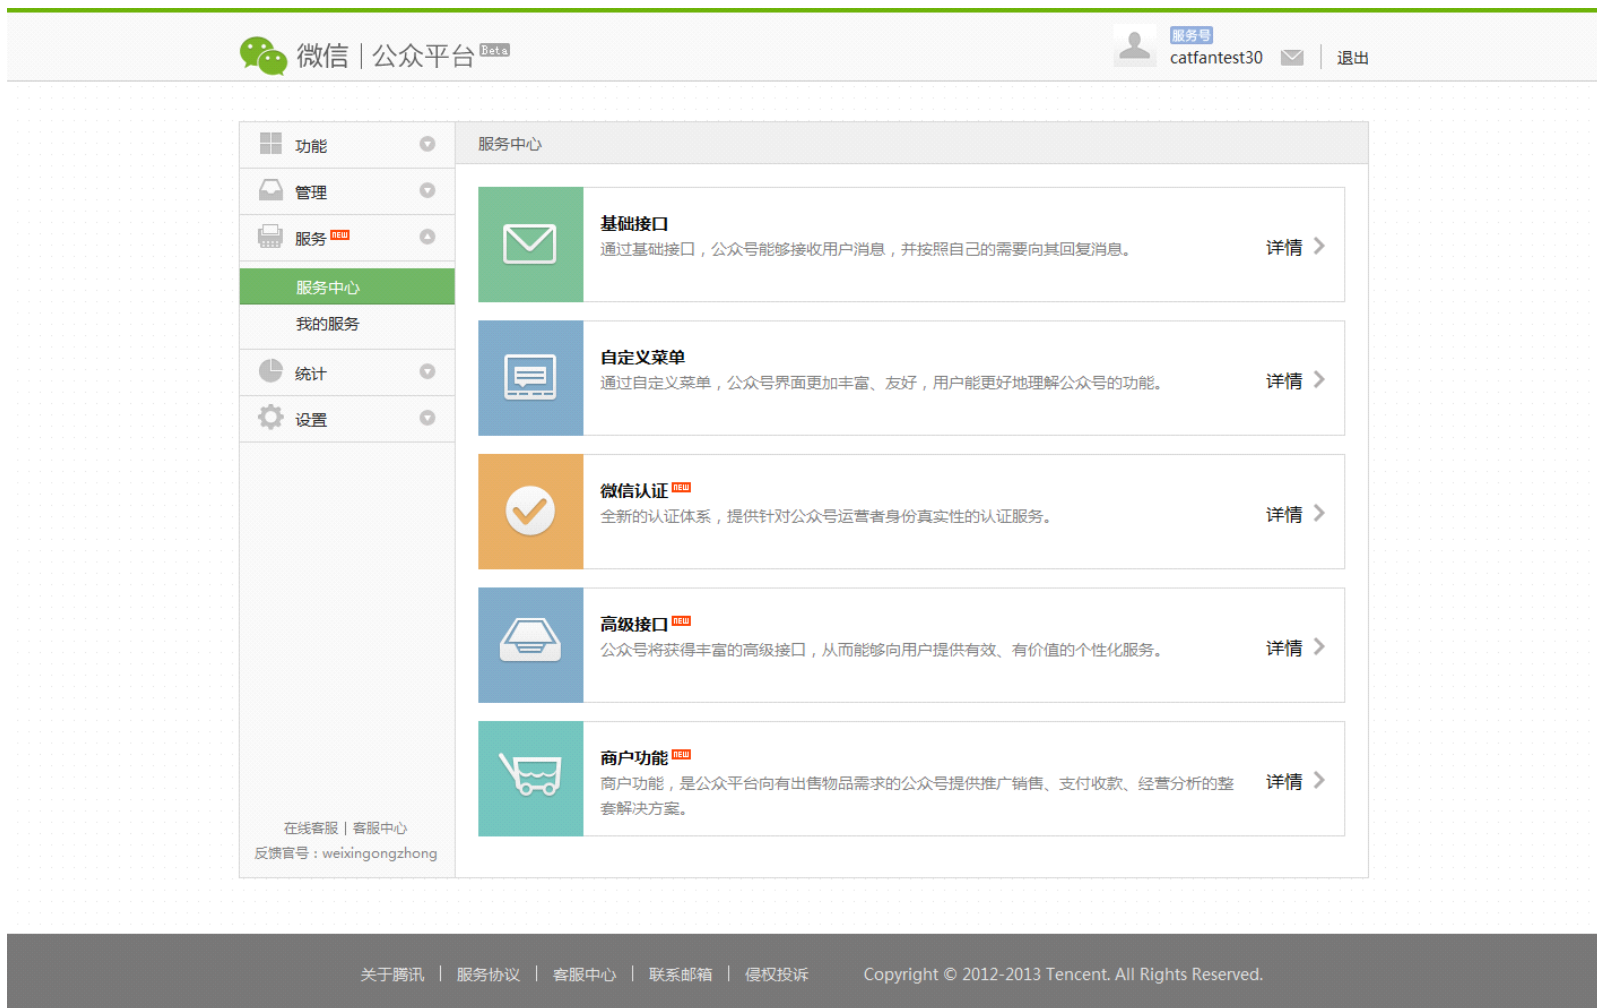 微信 | 公众平台 Beta
服务号
catfantest30
退出
功能
管理
服务 NEW
服务中心
我的服务
统计
设置
在线客服 | 客服中心
反馈官号：weixingongzhong
服务中心
基础接口
通过基础接口，公众号能够接收用户消息，并按照自己的需要向其回复消息。
详情
自定义菜单
通过自定义菜单，公众号界面更加丰富、友好，用户能更好地理解公众号的功能。
详情
微信认证 NEW
全新的认证体系，提供针对公众号运营者身份真实性的认证服务。
详情
高级接口 NEW
公众号将获得丰富的高级接口，从而能够向用户提供有效、有价值的个性化服务。
详情
商户功能 NEW
商户功能，是公众平台向有出售物品需求的公众号提供推广销售、支付收款、经营分析的整
套解决方案。
详情
关于腾讯 | 服务协议 | 客服中心 | 联系邮箱 | 侵权投诉 Copyright © 2012-2013 Tencent. All Rights Reserved.